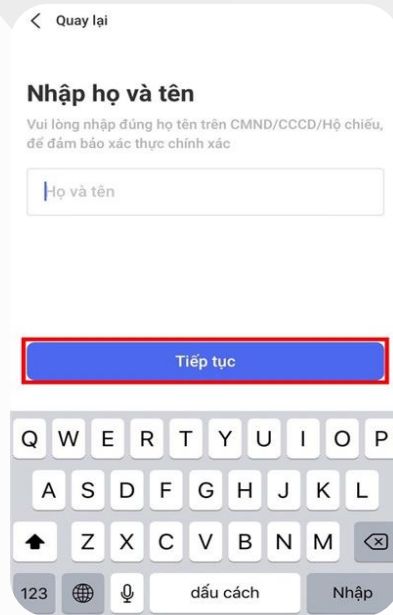 Quay lại
Nhập họ và tên
Vui lòng nhập đúng họ tên trên CMND/CCCD/Hộ chiếu,
để đảm bảo xác thực chính xác
Họ và tên
Tiếp tục
Q W E R T Y U I O P
A S D F G H J K L
Z X C V B N M
123 dấu cách Nhập